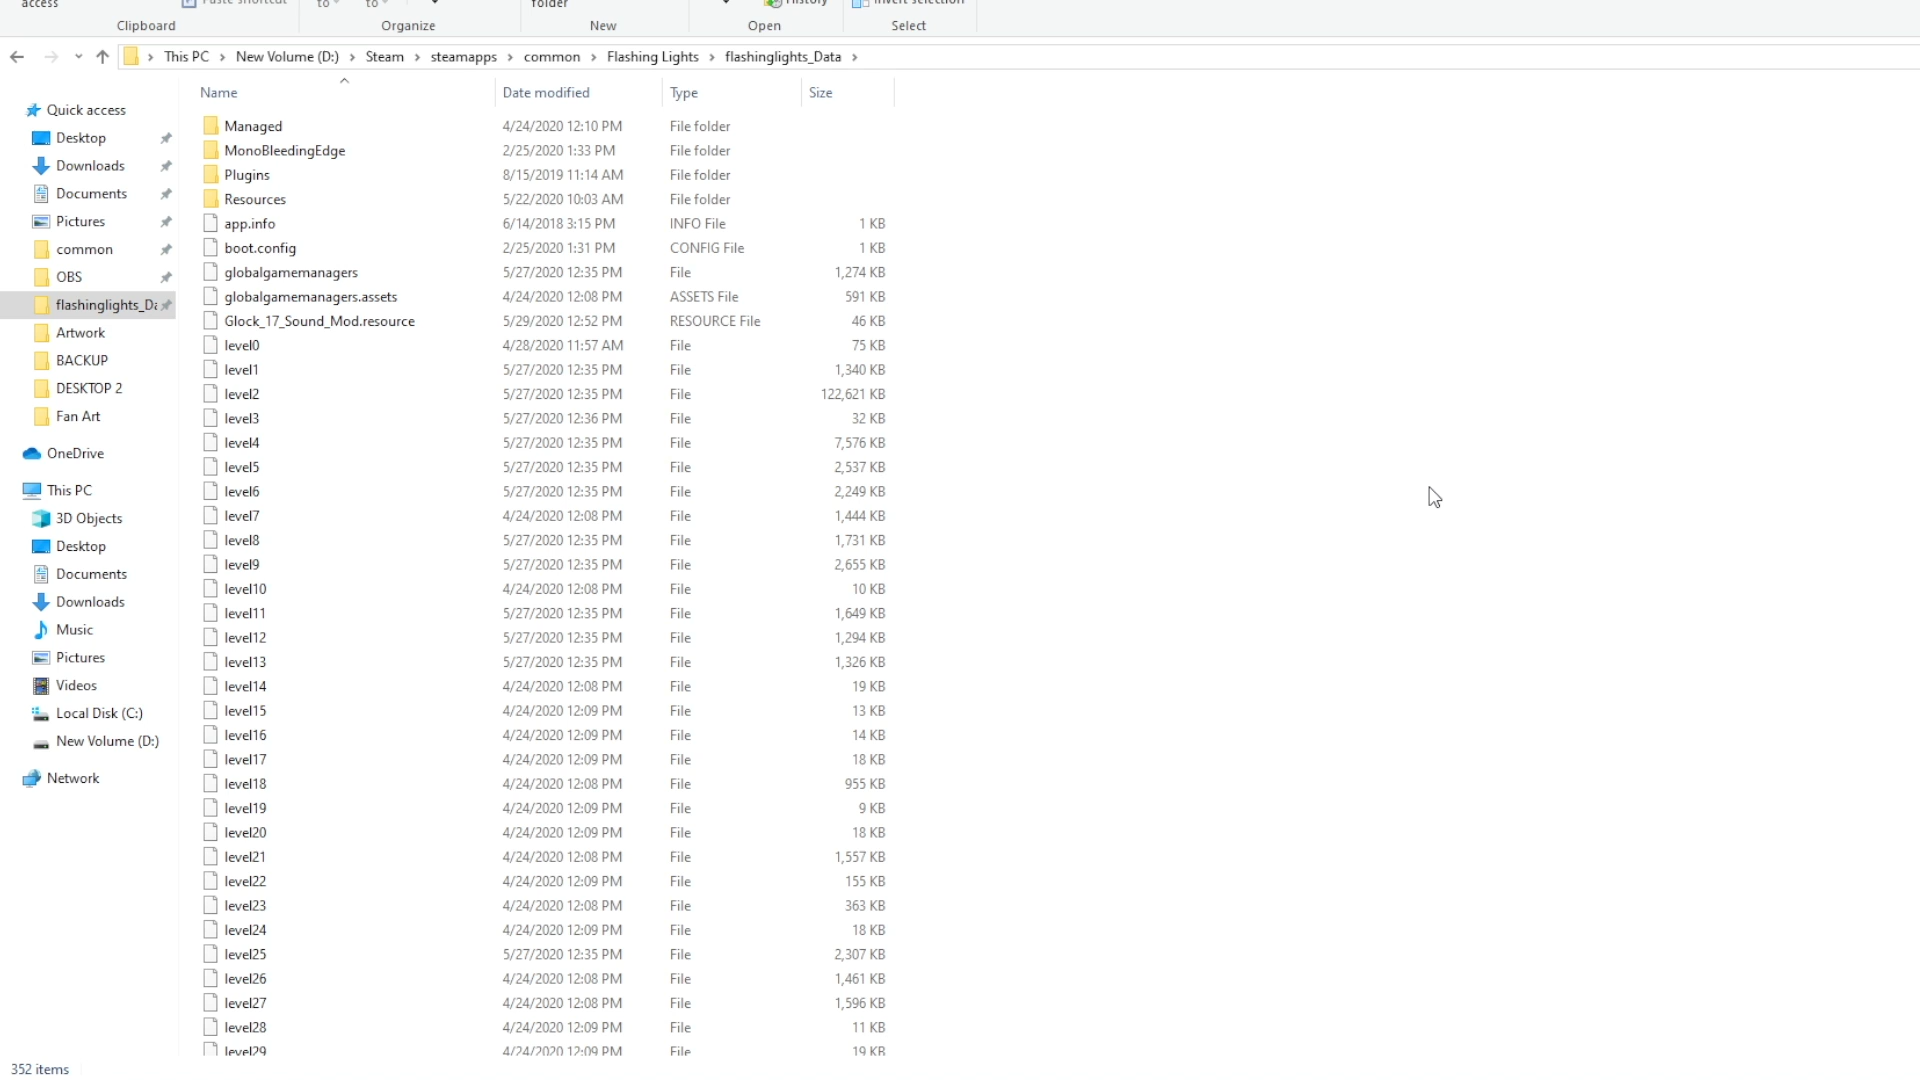 access
Paste shortcut
to
to
folder
History
Invert selection
Clipboard
Organize
New
Open
Select
This PC > New Volume (D:) > Steam > steamapps > common > Flashing Lights > flashinglights_Data >
Name Date modified Type Size
Quick access
Desktop
Downloads
Documents
Pictures
common
OBS
flashinglights_Da
Artwork
BACKUP
DESKTOP 2
Fan Art
OneDrive
This PC
3D Objects
Desktop
Documents
Downloads
Music
Pictures
Videos
Local Disk (C:)
New Volume (D:)
Network
Managed 4/24/2020 12:10 PM File folder
MonoBleedingEdge 2/25/2020 1:33 PM File folder
Plugins 8/15/2019 11:14 AM File folder
Resources 5/22/2020 10:03 AM File folder
app.info 6/14/2018 3:15 PM INFO File 1 KB
boot.config 2/25/2020 1:31 PM CONFIG File 1 KB
globalgamemanagers 5/27/2020 12:35 PM File 1,274 KB
globalgamemanagers.assets 4/24/2020 12:08 PM ASSETS File 591 KB
Glock_17_Sound_Mod.resource 5/29/2020 12:52 PM RESOURCE File 46 KB
level0 4/28/2020 11:57 AM File 75 KB
level1 5/27/2020 12:35 PM File 1,340 KB
level2 5/27/2020 12:35 PM File 122,621 KB
level3 5/27/2020 12:36 PM File 32 KB
level4 5/27/2020 12:35 PM File 7,576 KB
level5 5/27/2020 12:35 PM File 2,537 KB
level6 5/27/2020 12:35 PM File 2,249 KB
level7 4/24/2020 12:08 PM File 1,444 KB
level8 5/27/2020 12:35 PM File 1,731 KB
level9 5/27/2020 12:35 PM File 2,655 KB
level10 4/24/2020 12:08 PM File 10 KB
level11 5/27/2020 12:35 PM File 1,649 KB
level12 5/27/2020 12:35 PM File 1,294 KB
level13 5/27/2020 12:35 PM File 1,326 KB
level14 4/24/2020 12:08 PM File 19 KB
level15 4/24/2020 12:09 PM File 13 KB
level16 4/24/2020 12:09 PM File 14 KB
level17 4/24/2020 12:09 PM File 18 KB
level18 4/24/2020 12:08 PM File 955 KB
level19 4/24/2020 12:09 PM File 9 KB
level20 4/24/2020 12:09 PM File 18 KB
level21 4/24/2020 12:08 PM File 1,557 KB
level22 4/24/2020 12:09 PM File 155 KB
level23 4/24/2020 12:08 PM File 363 KB
level24 4/24/2020 12:09 PM File 18 KB
level25 5/27/2020 12:35 PM File 2,307 KB
level26 4/24/2020 12:08 PM File 1,461 KB
level27 4/24/2020 12:08 PM File 1,596 KB
level28 4/24/2020 12:09 PM File 11 KB
level29 4/24/2020 12:09 PM File 19 KB
352 items